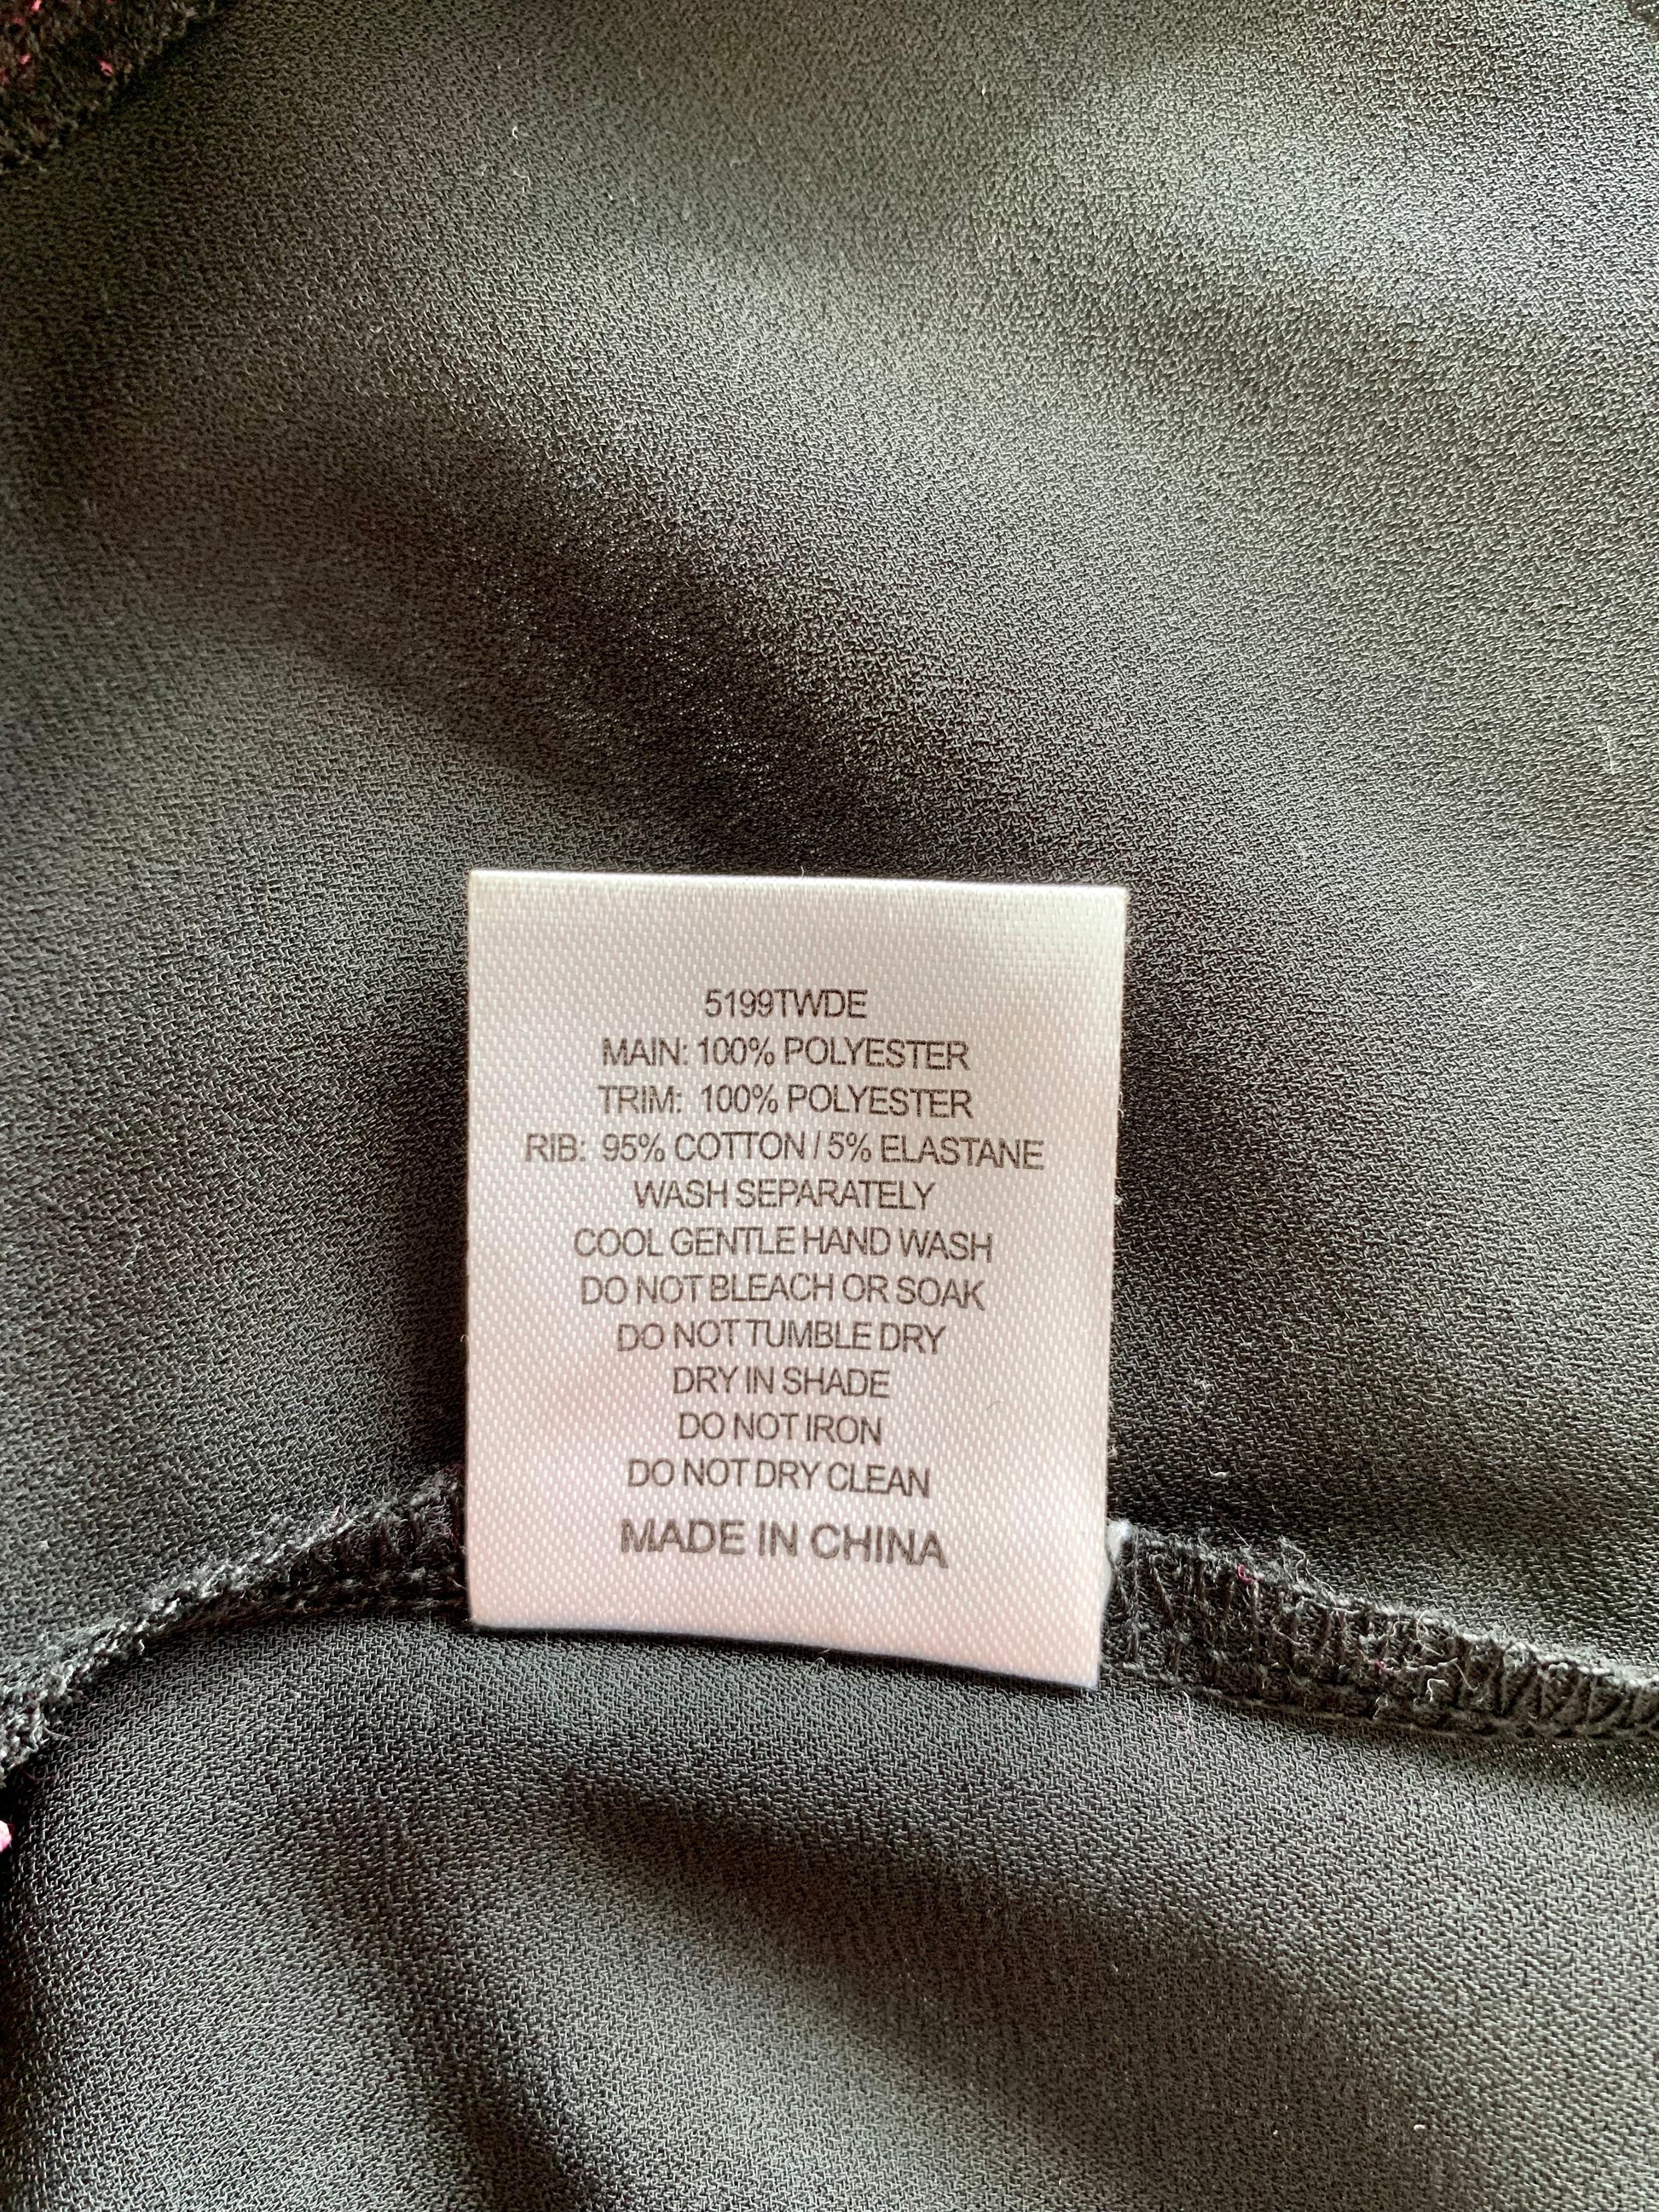 5199TWDE
MAIN: 100% POLYESTER
TRIM: 100% POLYESTER
RIB: 95% COTTON / 5% ELASTANE
WASH SEPARATELY
COOL GENTLE HAND WASH
DO NOT BLEACH OR SOAK
DO NOT TUMBLE DRY
DRY IN SHADE
DO NOT IRON
DO NOT DRY CLEAN
MADE IN CHINA